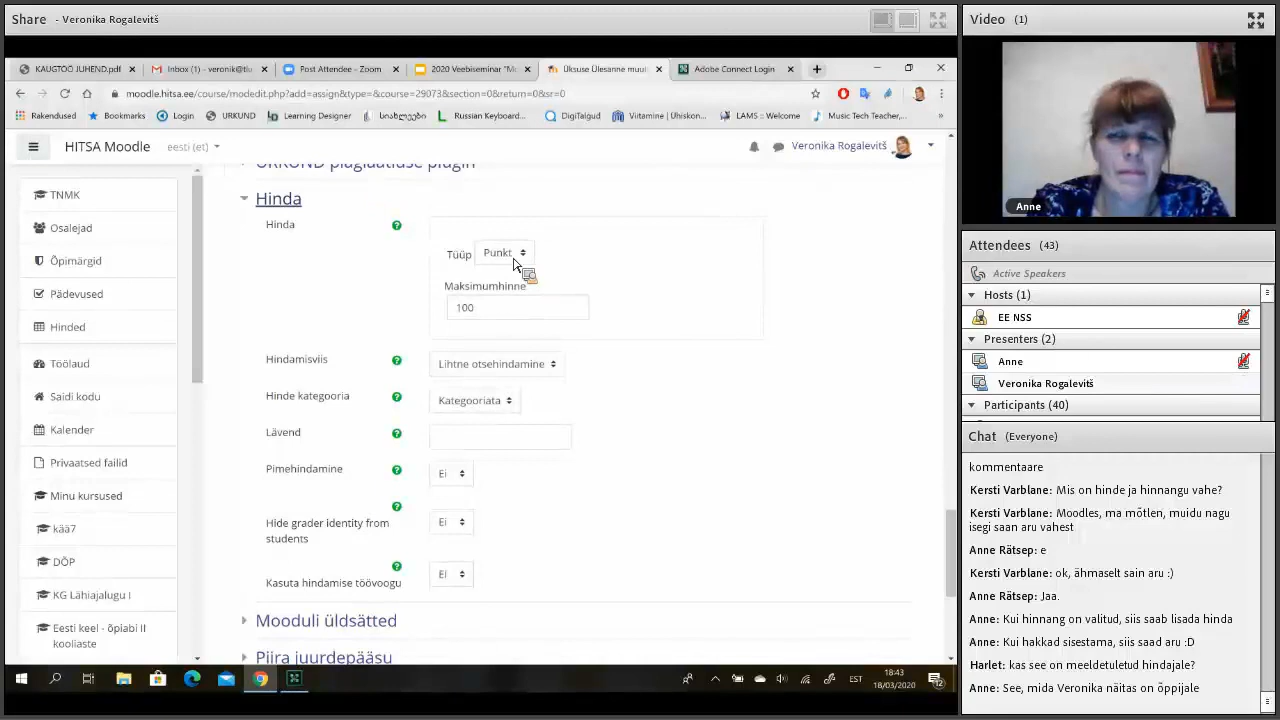 Share - Veronika Rogalevitš
Video (1)
KAUGTÖÖ JUHEND.pdf
Inbox (1) - veronik@tlu
Post Attendee - Zoom
2020 Veebiseminar "Mo
Üksuse Ülesanne muut
Adobe Connect Login
moodle.hitsa.ee/course/modedit.php?add=assign&type=&course=29073&section=0&return=0&sr=0
Rakendused
Bookmarks
Login
URKUND
Learning Designer
Russian Keyboard...
DigiTalgud
Viitamine | Ühiskon...
LAMS :: Welcome
Music Tech Teacher,...
HITSA Moodle
eesti (et)
Veronika Rogalevitš
TNMK
Osalejad
Õpimärgid
Pädevused
Hinded
Töölaud
Saidi kodu
Kalender
Privaatsed failid
Minu kursused
kää7
DÕP
KG Lähiajalugu I
Eesti keel - õpiabi II
kooliaste
URKUND plagiaatluse plugin
Hinda
Hinda
Tüüp Punkt
Maksimumhinne
100
Hindamisviis
Lihtne otsehindamine
Hinde kategooria
Kategooriata
Lävend
Pimehindamine
Ei
Hide grader identity from
students
Ei
Kasuta hindamise töövoogu
Ei
Mooduli üldsätted
Piira juurdepääsu
EST
18:43
18/03/2020
12
Anne
Attendees (43)
Active Speakers
Hosts (1)
EE NSS
Presenters (2)
Anne
Veronika Rogalevitš
Participants (40)
Chat (Everyone)
kommentaare
Kersti Varblane: Mis on hinde ja hinnangu vahe?
Kersti Varblane: Moodles, ma mõtlen, muidu nagu
isegi saan aru vahest
Anne Rätsep: e
Kersti Varblane: ok, ähmaselt sain aru :)
Anne Rätsep: Jaa.
Anne: Kui hinnang on valitud, siis saab lisada hinda
Anne: Kui hakkad sisestama, siis saad aru :D
Harlet: kas see on meeldetuletud hindajale?
Anne: See, mida Veronika näitas on õppijale